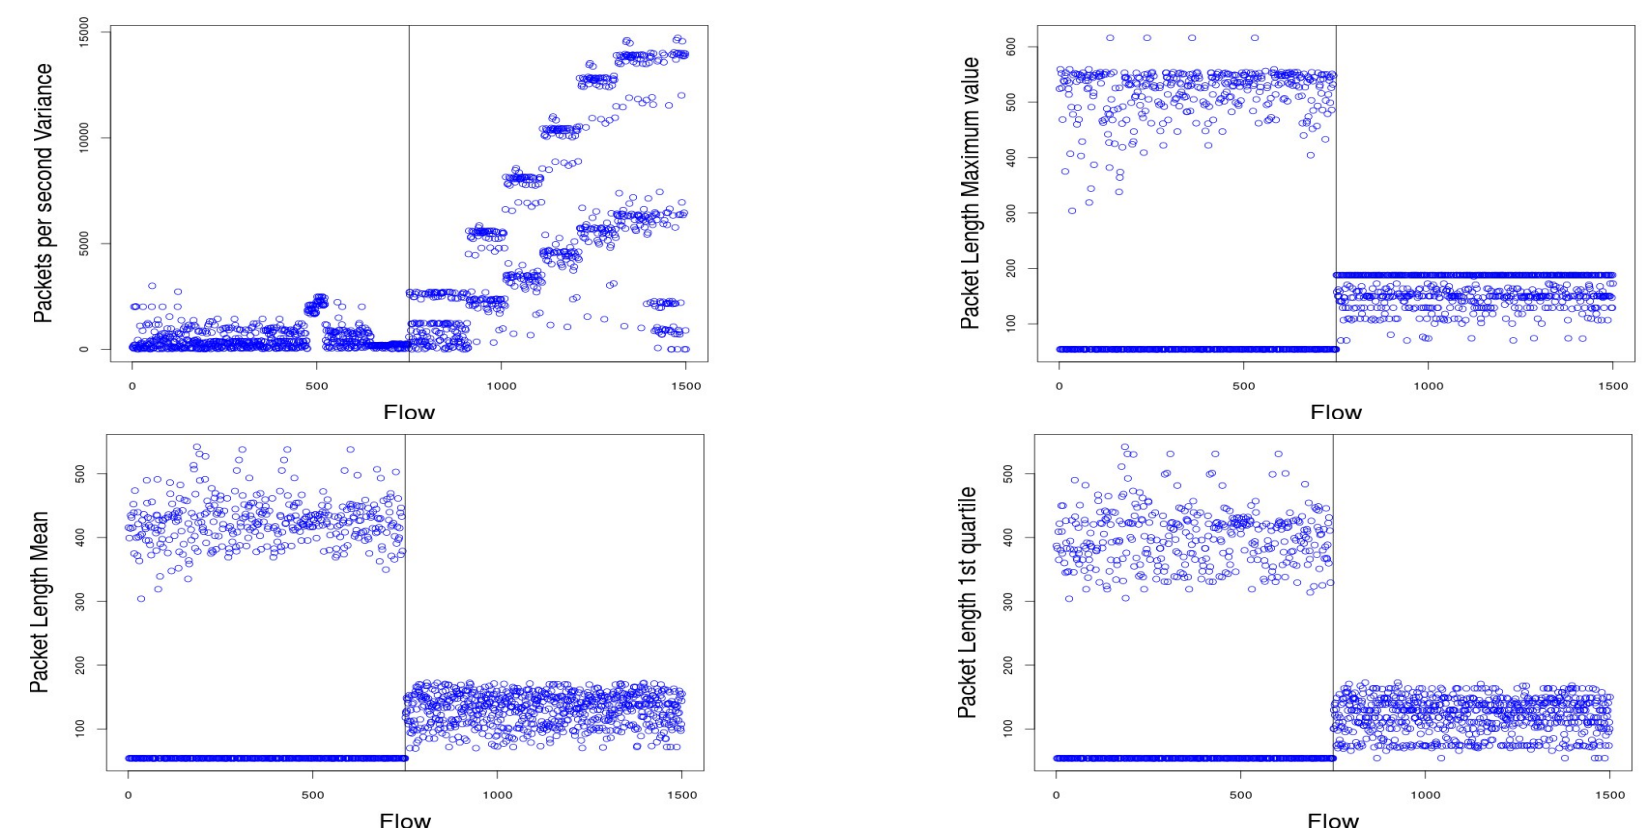 Packets per second Variance
15000
10000
5000
0
0 500 1000 1500
Flow
Packet Length Maximum value
600
500
400
300
200
100
0 500 1000 1500
Flow
Packet Length Mean
500
400
300
200
100
0 500 1000 1500
Flow
Packet Length 1st quartile
500
400
300
200
100
0 500 1000 1500
Flow